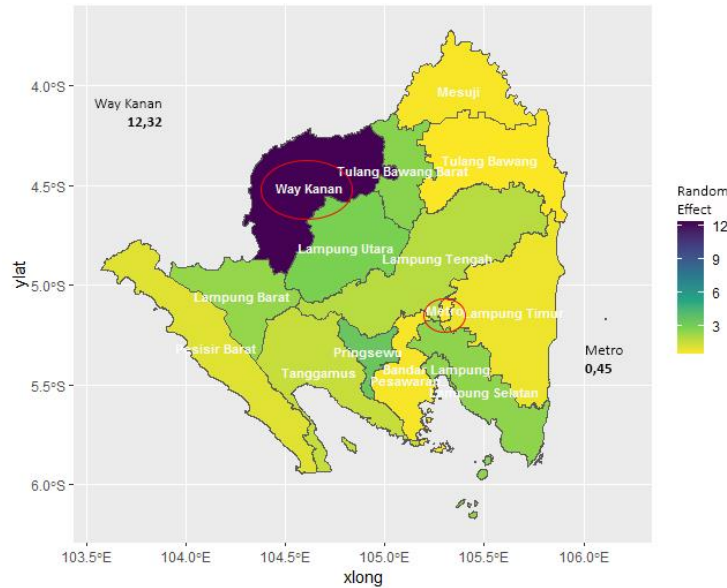 Way Kanan
12,32
4.0°S
4.5°S
5.0°S
5.5°S
6.0°S
ylat
Mesuji
Tulang Bawang
Tulang Bawang Barat
Way Kanan
Lampung Utara
Lampung Tengah
Lampung Barat
Metro
Lampung Timur
Pesisir Barat
Pringsewu
Tanggamus
Bandar Lampung
Pesawaran
Lampung Selatan
Metro
0,45
Random
Effect
12
9
6
3
103.5°E
104.0°E
104.5°E
105.0°E
105.5°E
106.0°E
xlong